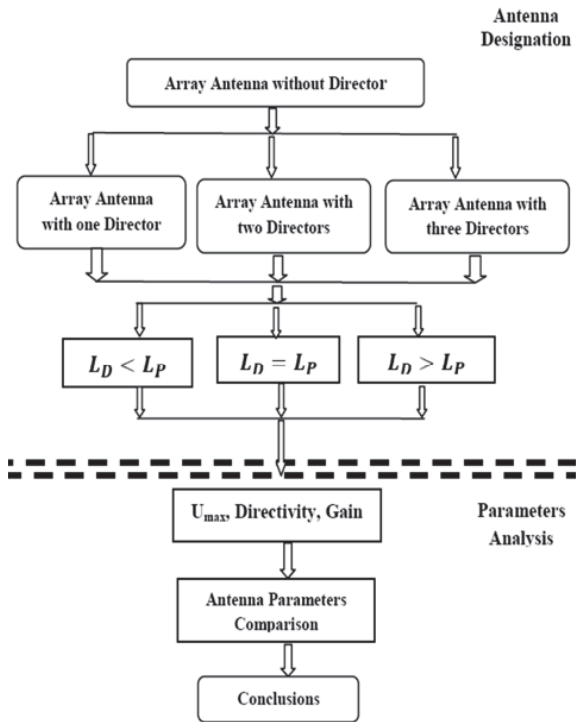 Antenna
Designation
Array Antenna without Director
Array Antenna
with one Director
Array Antenna with
two Directors
Array Antenna with
three Directors
L_D < L_P
L_D = L_P
L_D > L_P
U_max, Directivity, Gain
Parameters
Analysis
Antenna Parameters
Comparison
Conclusions